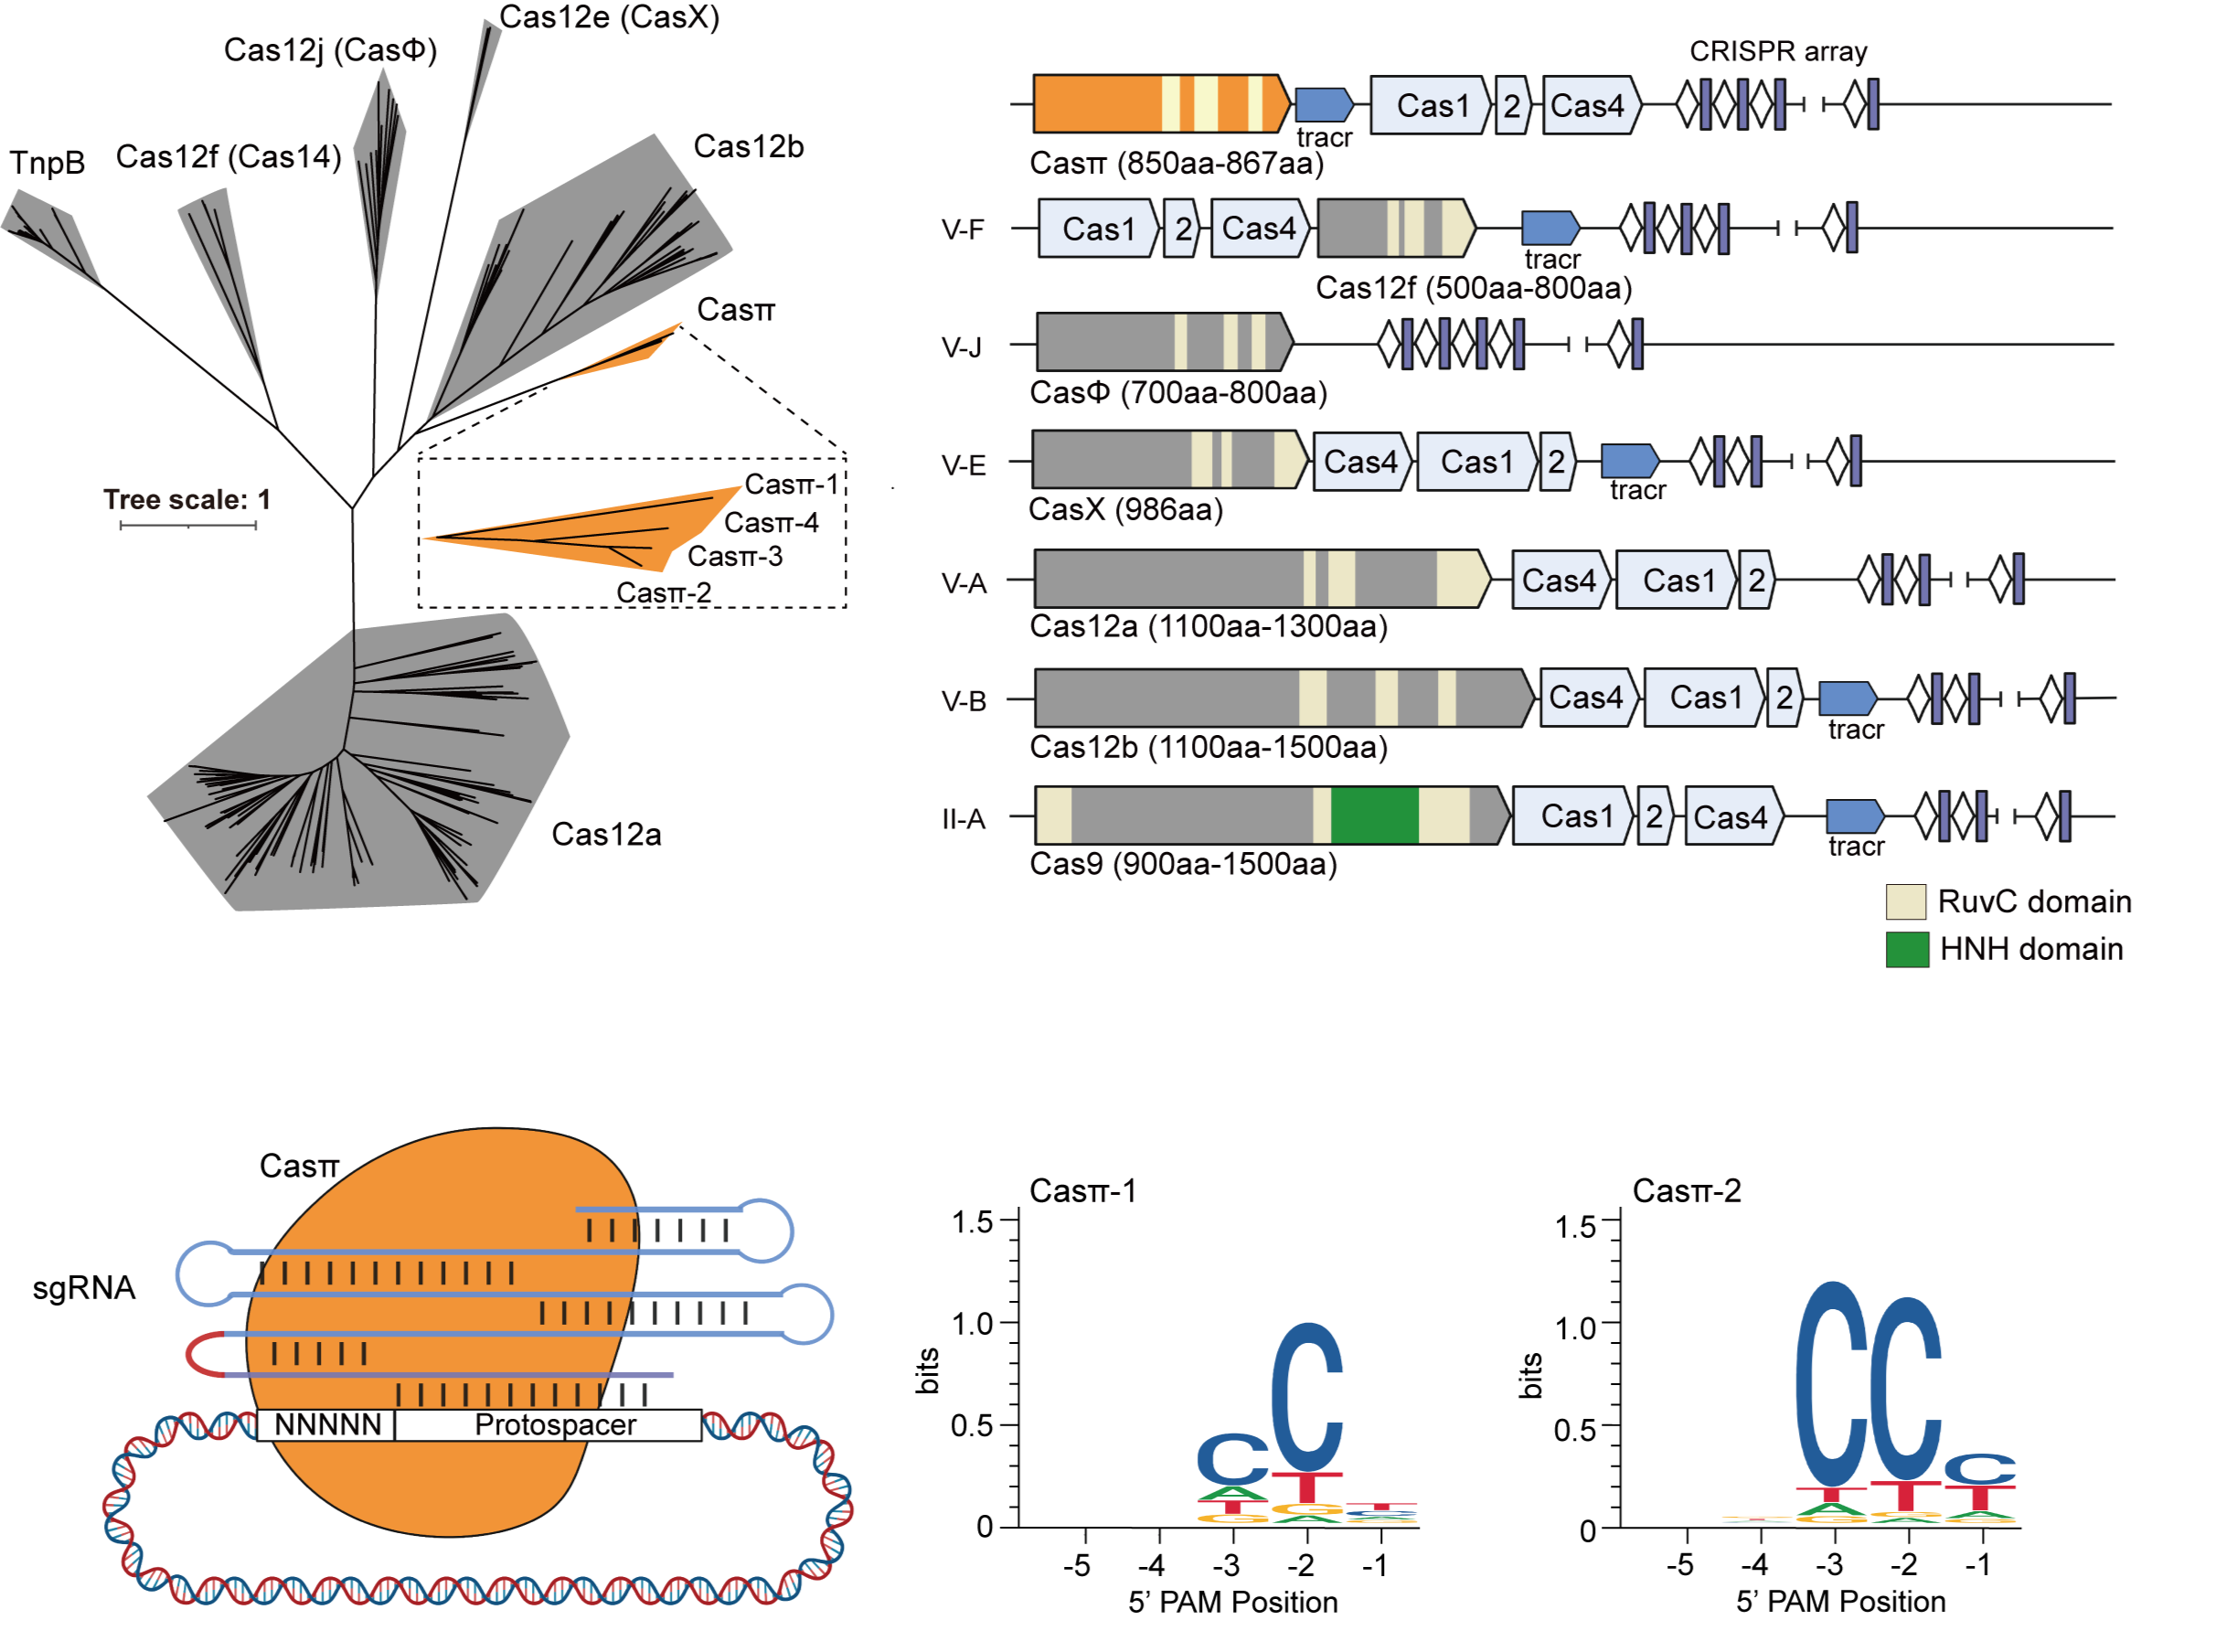 Cas12e (CasX)
Cas12j (CasΦ)
Cas12b
TnpB
Cas12f (Cas14)
Casπ
Tree scale: 1
Casπ-1
Casπ-4
Casπ-3
Casπ-2
Cas12a
CRISPR array
Cas1 2 Cas4
tracr
Casπ (850aa-867aa)
V-F Cas1 2 Cas4
tracr
Cas12f (500aa-800aa)
V-J
CasΦ (700aa-800aa)
V-E Cas4 Cas1 2
tracr
CasX (986aa)
V-A Cas4 Cas1 2
Cas12a (1100aa-1300aa)
V-B Cas4 Cas1 2
tracr
Cas12b (1100aa-1500aa)
II-A Cas1 2 Cas4
tracr
Cas9 (900aa-1500aa)
RuvC domain
HNH domain
Casπ
sgRNA
NNNNN Protospacer
Casπ-1
1.5
1.0
0.5
0
bits
C A T G
C T G A
T C A G
-5 -4 -3 -2 -1
5’ PAM Position
Casπ-2
1.5
1.0
0.5
0
bits
C T A G
C T G A
C T A G
-5 -4 -3 -2 -1
5’ PAM Position